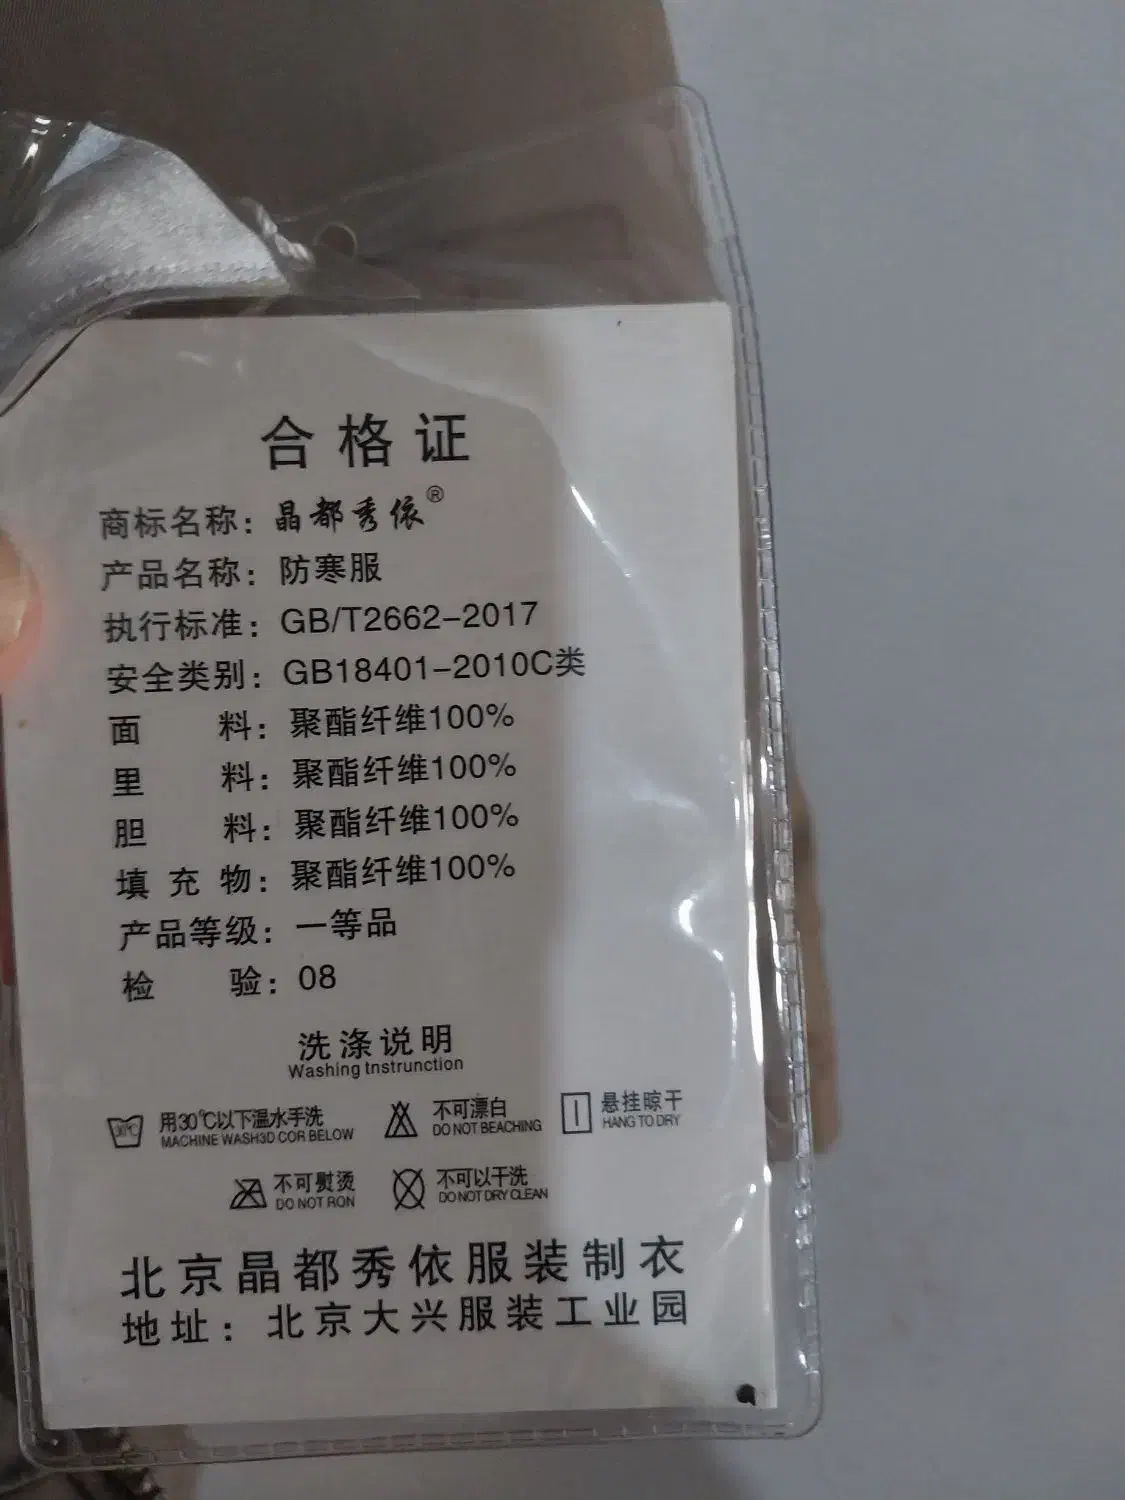 合格证
商标名称：晶都秀依®
产品名称：防寒服
执行标准：GB/T2662-2017
安全类别：GB18401-2010C类
面料：聚酯纤维100%
里料：聚酯纤维100%
胆料：聚酯纤维100%
填充物：聚酯纤维100%
产品等级：一等品
检验：08
洗涤说明
Washing tnstrunction
30℃ 用30℃以下温水手洗 不可漂白 悬挂晾干
MACHINE WASH3D COR BELOW DO NOT BEACHING HANG TO DRY
不可熨烫 不可以干洗
DO NOT RON DO NOT DRY CLEAN
北京晶都秀依服装制衣
地址：北京大兴服装工业园